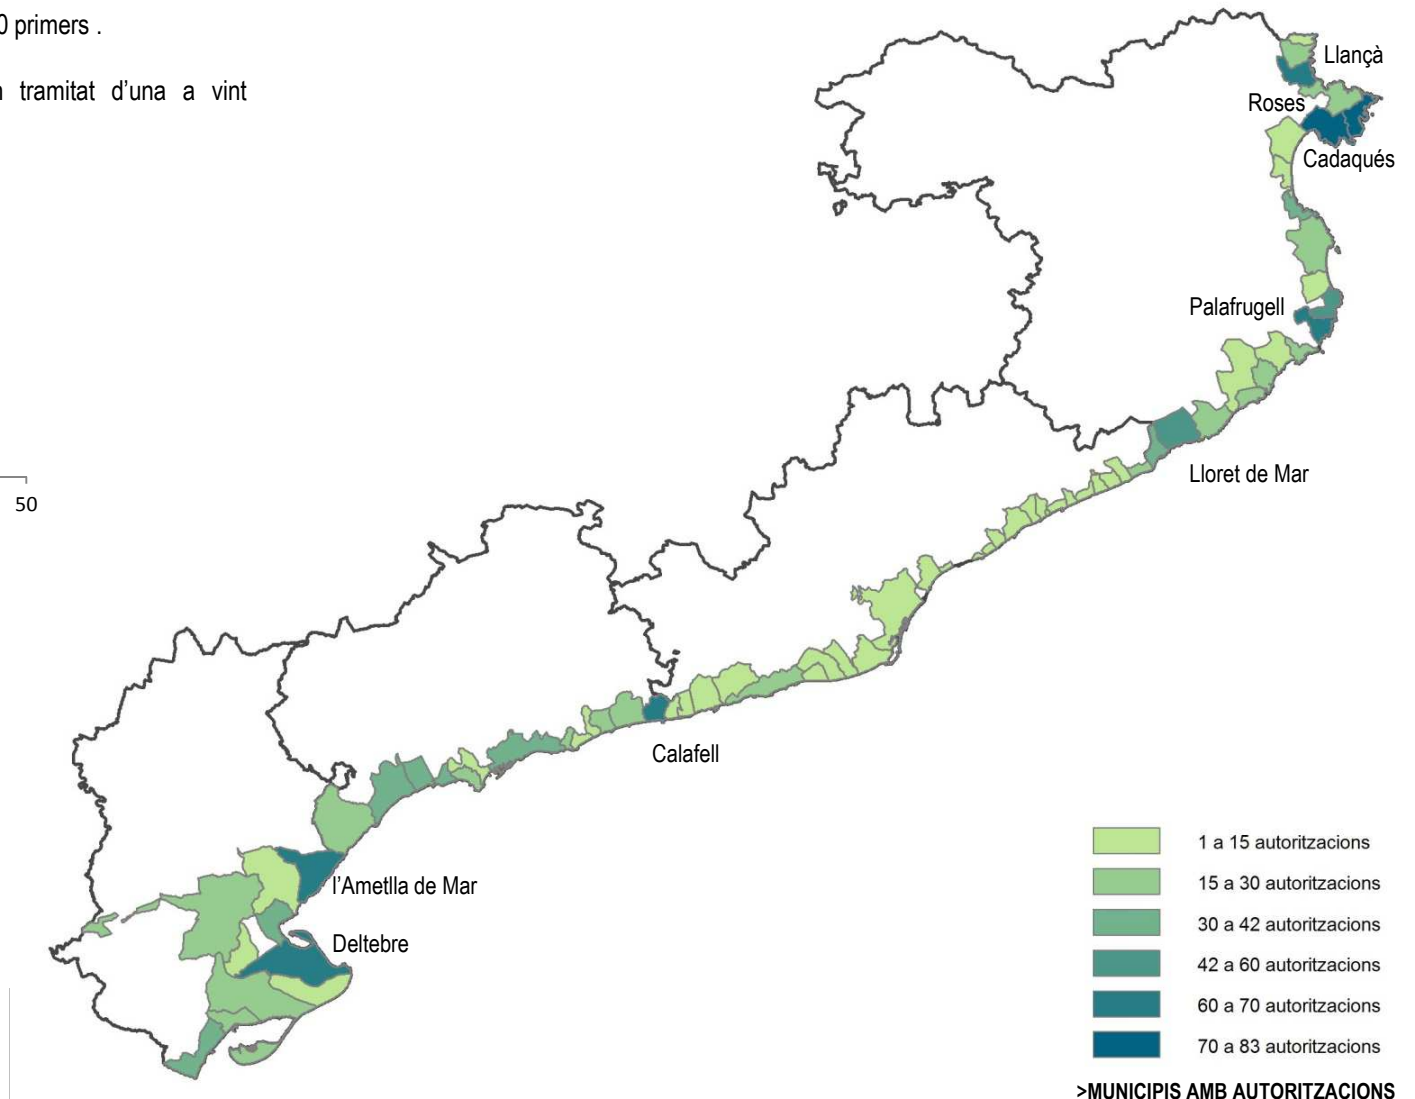 0 primers .
tramitat d'una a vint
50
Llançà
Roses
Cadaqués
Palafrugell
Lloret de Mar
Calafell
l'Ametlla de Mar
Deltebre
1 a 15 autoritzacions
15 a 30 autoritzacions
30 a 42 autoritzacions
42 a 60 autoritzacions
60 a 70 autoritzacions
70 a 83 autoritzacions
>MUNICIPIS AMB AUTORITZACIONS